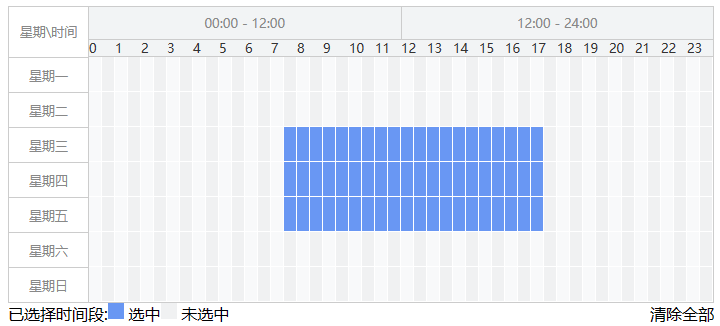 星期\时间
00:00 - 12:00 12:00 - 24:00
0 1 2 3 4 5 6 7 8 9 10 11 12 13 14 15 16 17 18 19 20 21 22 23
星期一
星期二
星期三
星期四
星期五
星期六
星期日
已选择时间段: 选中 未选中 清除全部